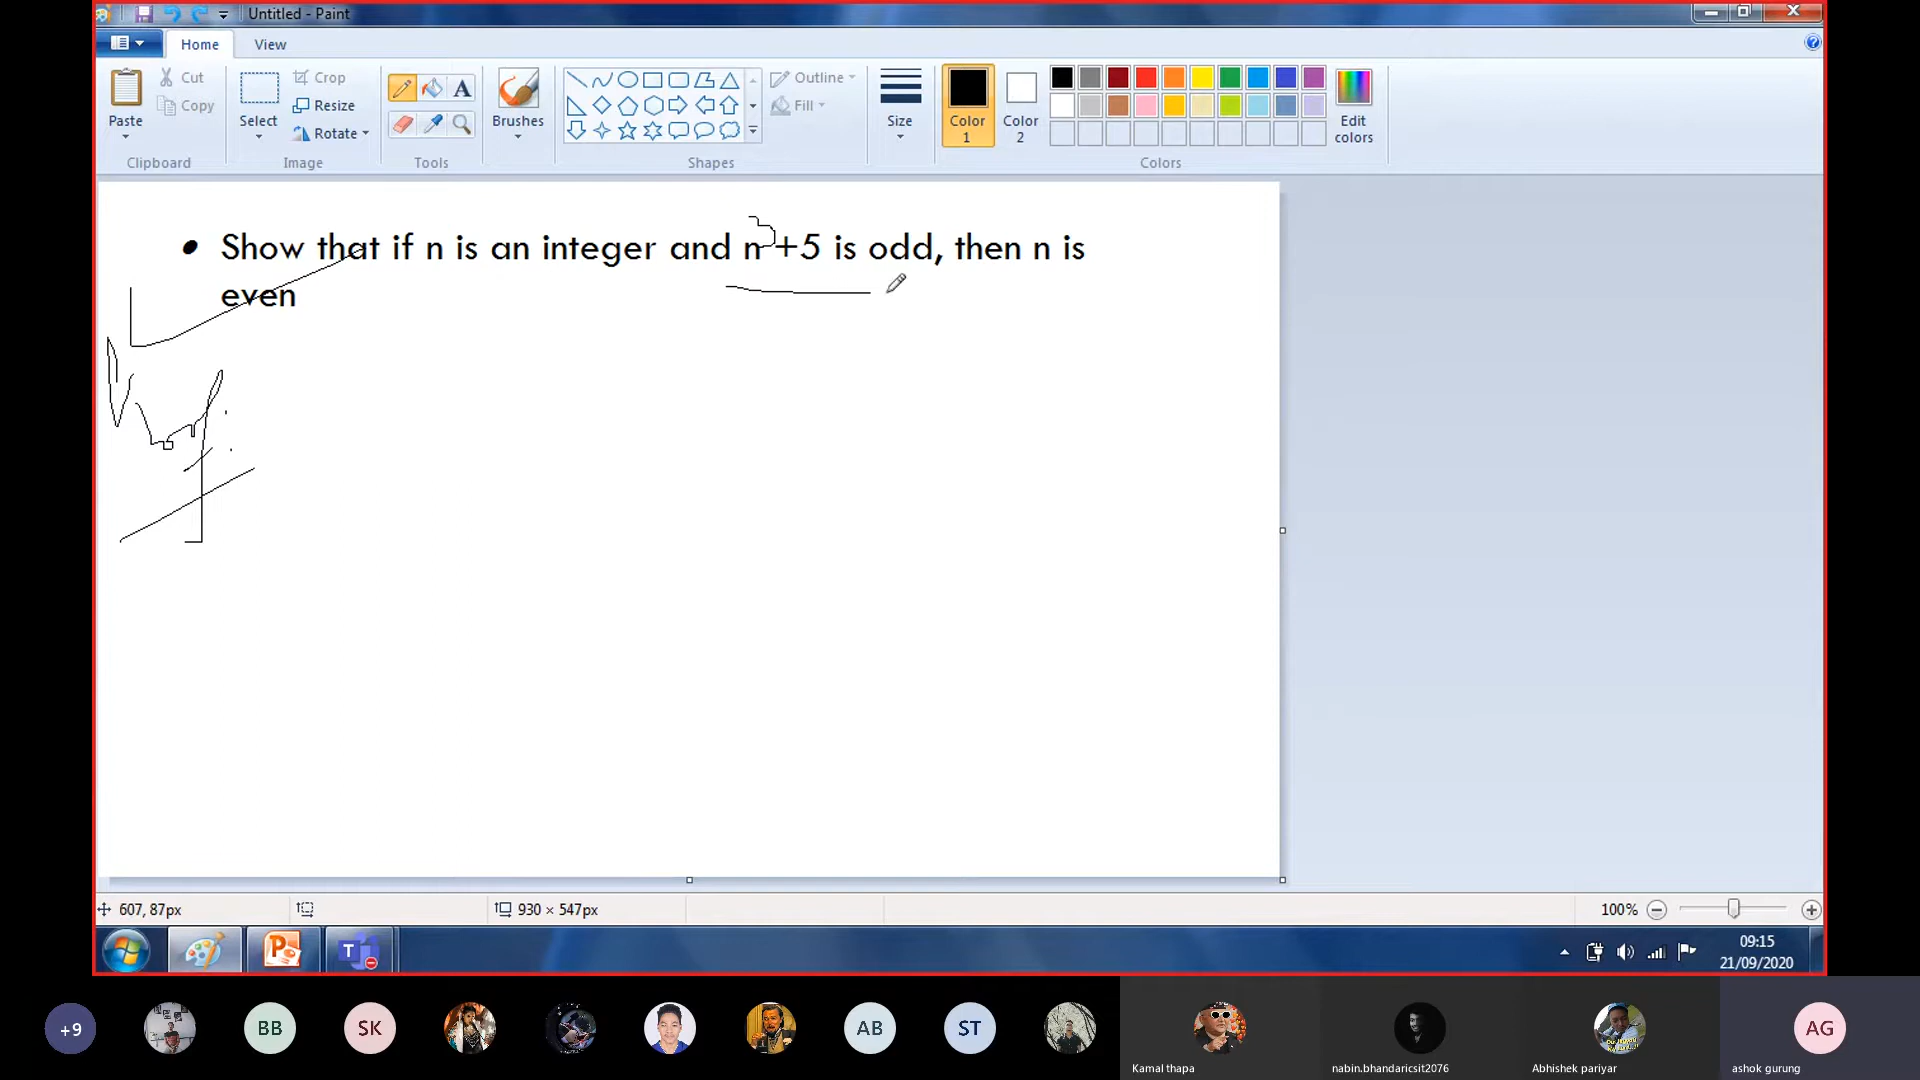 Untitled - Paint
Home
View
Paste
Cut
Copy
Clipboard
Select
Crop
Resize
Rotate
Image
Tools
Brushes
Shapes
Outline
Fill
Size
Color 1
Color 2
Edit colors
Colors
• Show that if n is an integer and n³+5 is odd, then n is
even
607, 87px
930 × 547px
100%
09:15
21/09/2020
+9
BB
SK
AB
ST
AG
Kamal thapa
nabin.bhandaricsit2076
Abhishek pariyar
ashok gurung